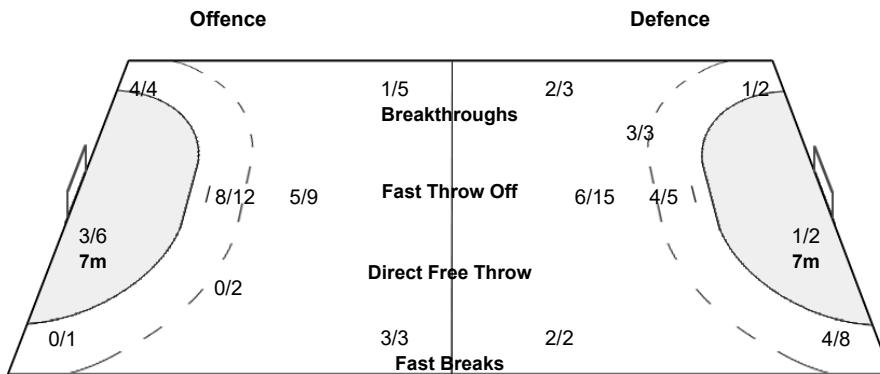 Offence Defence
4/4 1/5 2/3 1/2
Breakthroughs
3/3
8/12 5/9 Fast Throw Off 6/15 4/5
3/6 1/2
7m 7m
Direct Free Throw
0/2
0/1 3/3 2/2 4/8
Fast Breaks